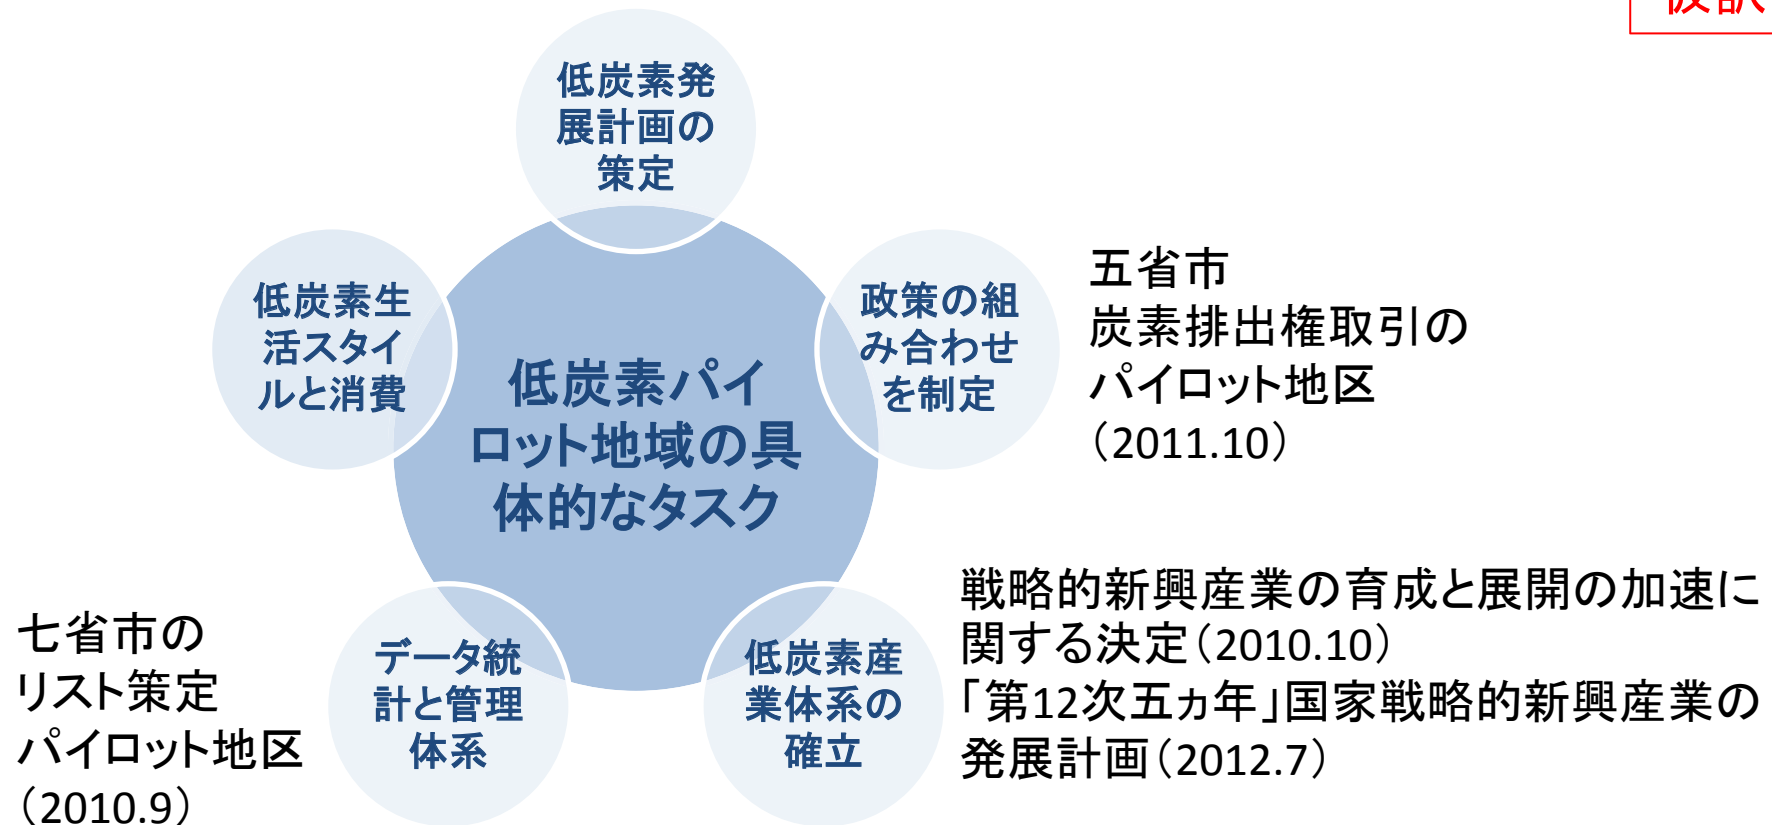 仮訳
低炭素発
展計画の
策定
政策の組
み合わせ
を制定
五省市
炭素排出権取引の
パイロット地区
（2011.10）
低炭素生
活スタイ
ルと消費
低炭素パイ
ロット地域の具
体的なタスク
低炭素産
業体系の
確立
戦略的新興産業の育成と展開の加速に
関する決定（2010.10）
「第12次五ヵ年」国家戦略的新興産業の
発展計画（2012.7）
データ統
計と管理
体系
七省市の
リスト策定
パイロット地区
（2010.9）